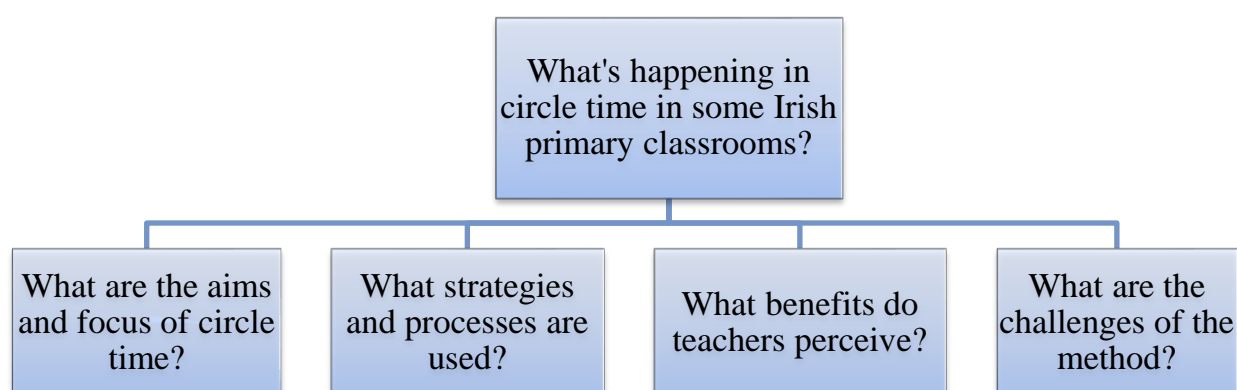 What's happening in
circle time in some Irish
primary classrooms?
What are the aims
and focus of circle
time?
What strategies
and processes are
used?
What benefits do
teachers perceive?
What are the
challenges of the
method?